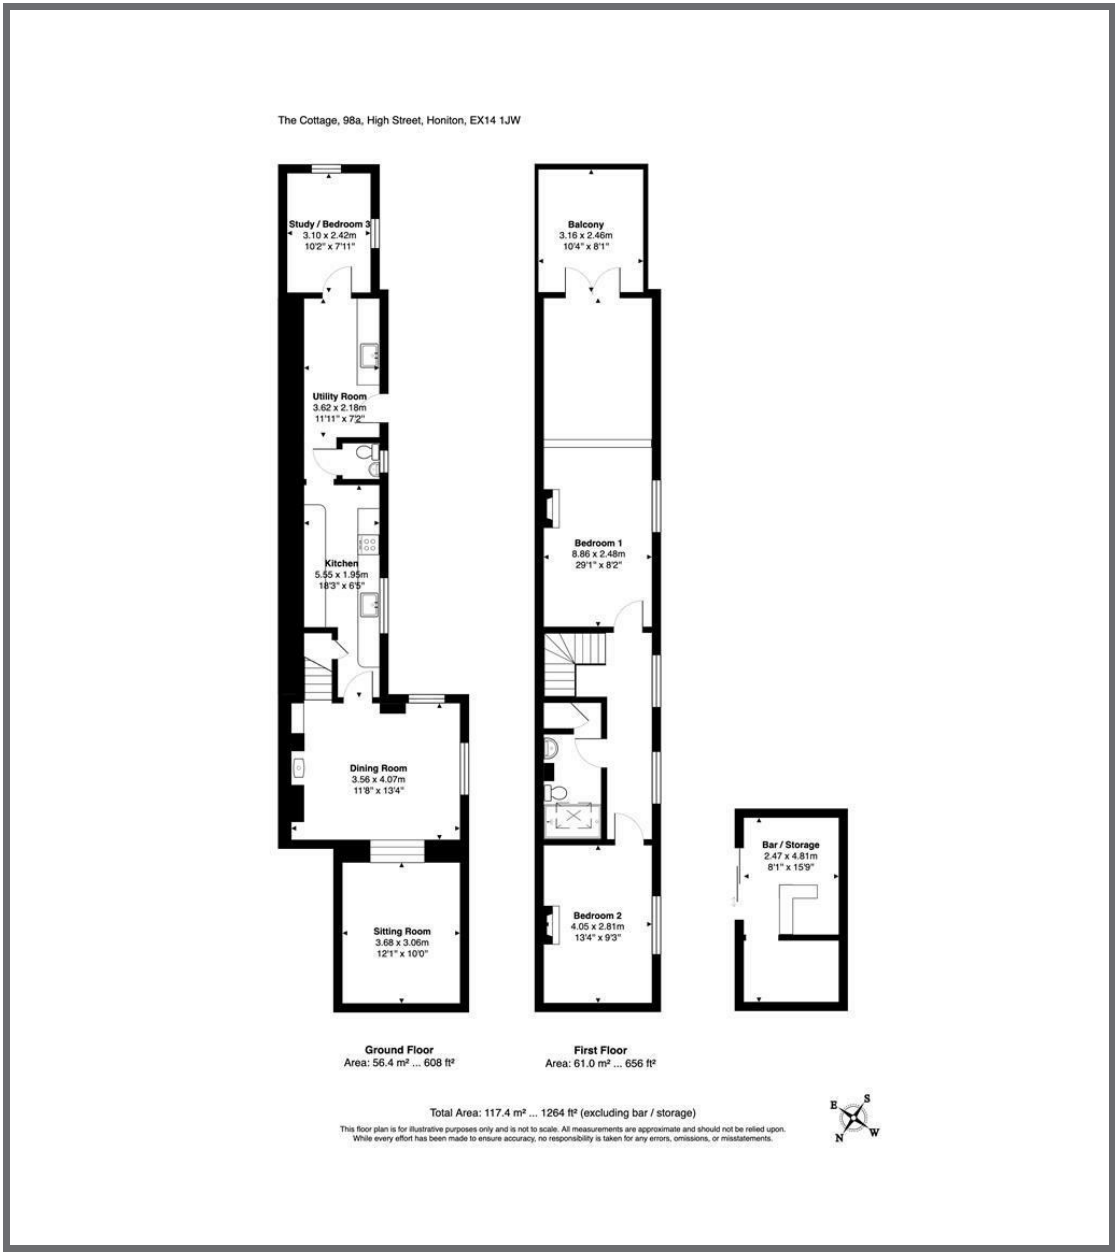 The Cottage, 98a, High Street, Honiton, EX14 1JW
Study / Bedroom 3
3.10 x 2.42m
10'2" x 7'11"
Balcony
3.16 x 2.46m
10'4" x 8'1"
Utility Room
3.62 x 2.18m
11'11" x 7'2"
Kitchen
5.55 x 1.95m
18'3" x 6'5"
Bedroom 1
8.86 x 2.48m
29'1" x 8'2"
Dining Room
3.56 x 4.07m
11'8" x 13'4"
Bar / Storage
2.47 x 4.81m
8'1" x 15'9"
Sitting Room
3.68 x 3.06m
12'1" x 10'0"
Bedroom 2
4.05 x 2.81m
13'4" x 9'3"
Ground Floor
Area: 56.4 m² ... 608 ft²
First Floor
Area: 61.0 m² ... 656 ft²
Total Area: 117.4 m² ... 1264 ft² (excluding bar / storage)
This floor plan is for illustrative purposes only and is not to scale. All measurements are approximate and should not be relied upon.
While every effort has been made to ensure accuracy, no responsibility is taken for any errors, omissions, or misstatements.
E S
N W